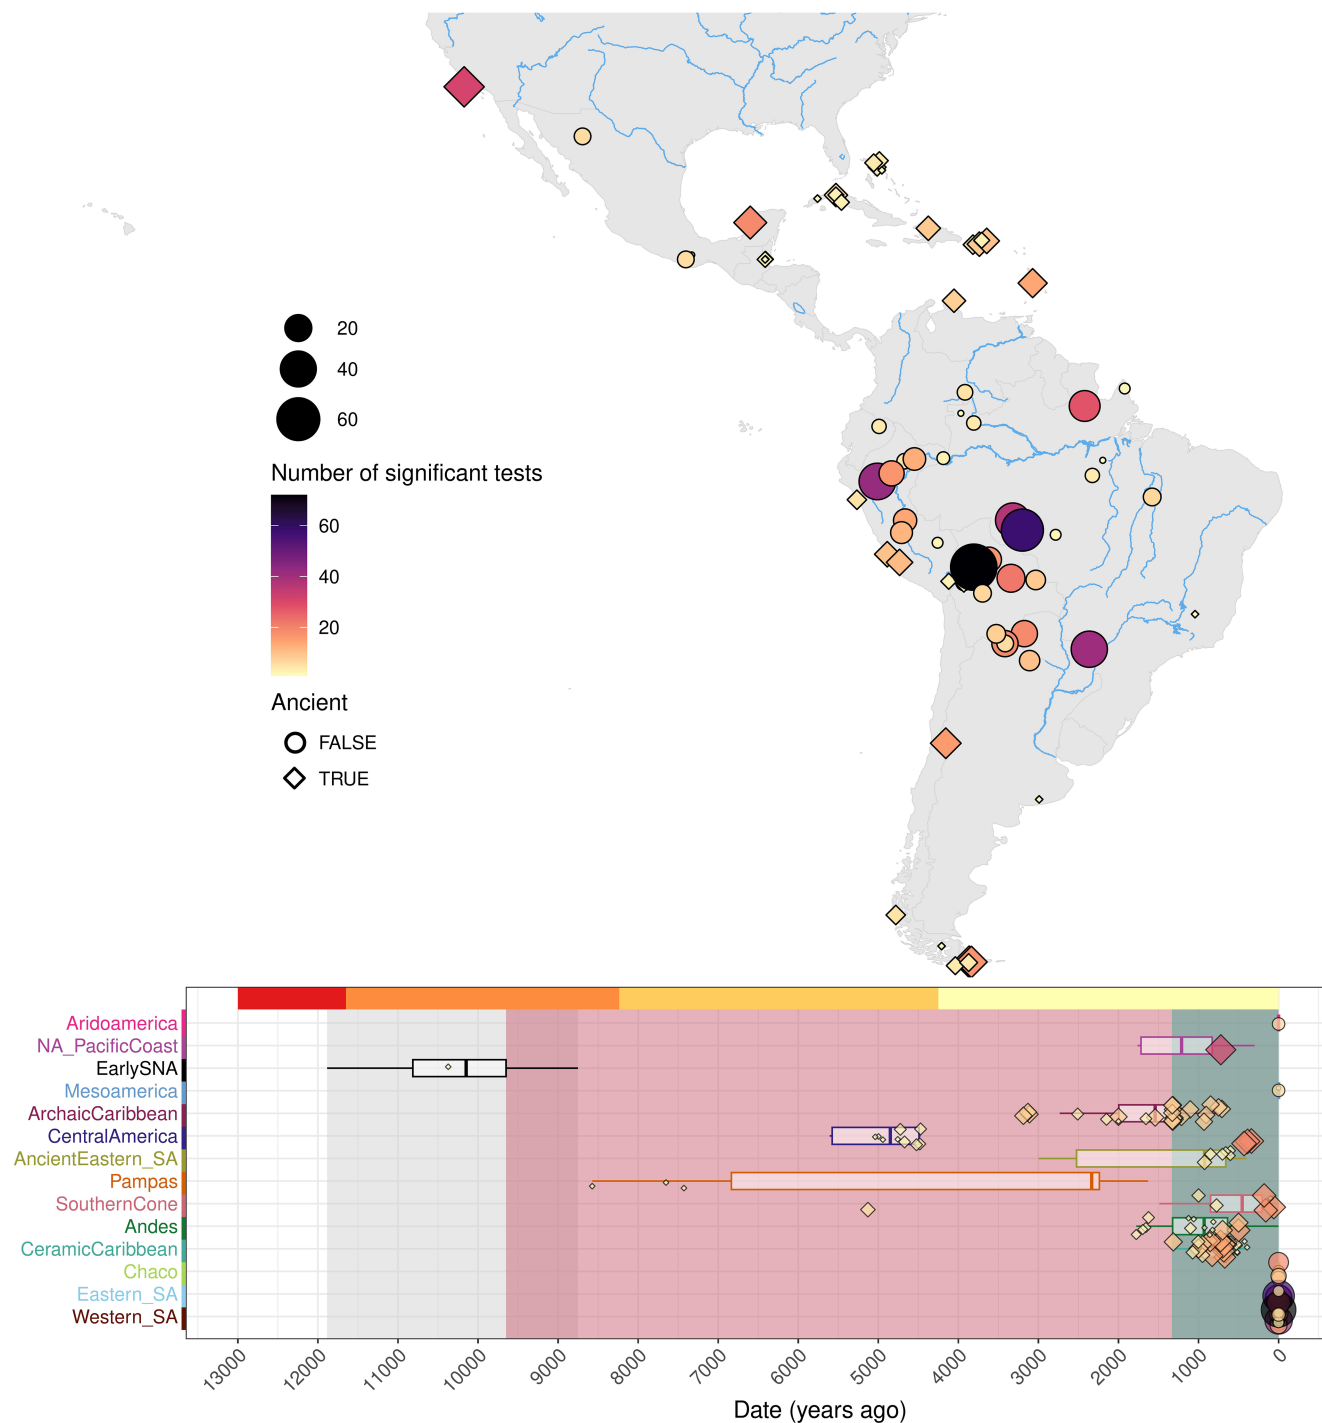 20
40
60
Number of significant tests
60
40
20
Ancient
FALSE
TRUE
Aridoamerica
NA_PacificCoast
EarlySNA
Mesoamerica
ArchaicCaribbean
CentralAmerica
AncientEastern_SA
Pampas
SouthernCone
Andes
CeramicCaribbean
Chaco
Eastern_SA
Western_SA
13000 12000 11000 10000 9000 8000 7000 6000 5000 4000 3000 2000 1000 0
Date (years ago)